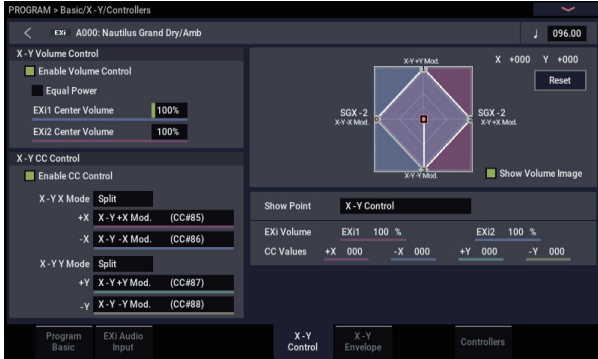 PROGRAM > Basic/X-Y/Controllers
< EXi A000: Nautilus Grand Dry/Amb ♩ 096.00
X-Y Volume Control
Enable Volume Control
Equal Power
EXi1 Center Volume 100%
EXi2 Center Volume 100%
X-Y CC Control
Enable CC Control
X-Y X Mode Split
+X X-Y +X Mod. (CC#85)
-X X-Y -X Mod. (CC#86)
X-Y Y Mode Split
+Y X-Y +Y Mod. (CC#87)
-Y X-Y -Y Mod. (CC#88)
X-Y +Y Mod.
X +000 Y +000
Reset
SGX-2
X-Y -X Mod.
SGX-2
X-Y +X Mod.
X-Y -Y Mod.
Show Volume Image
Show Point X-Y Control
EXi Volume EXi1 100 % EXi2 100 %
CC Values +X 000 -X 000 +Y 000 -Y 000
Program Basic
EXi Audio Input
X-Y Control
X-Y Envelope
Controllers